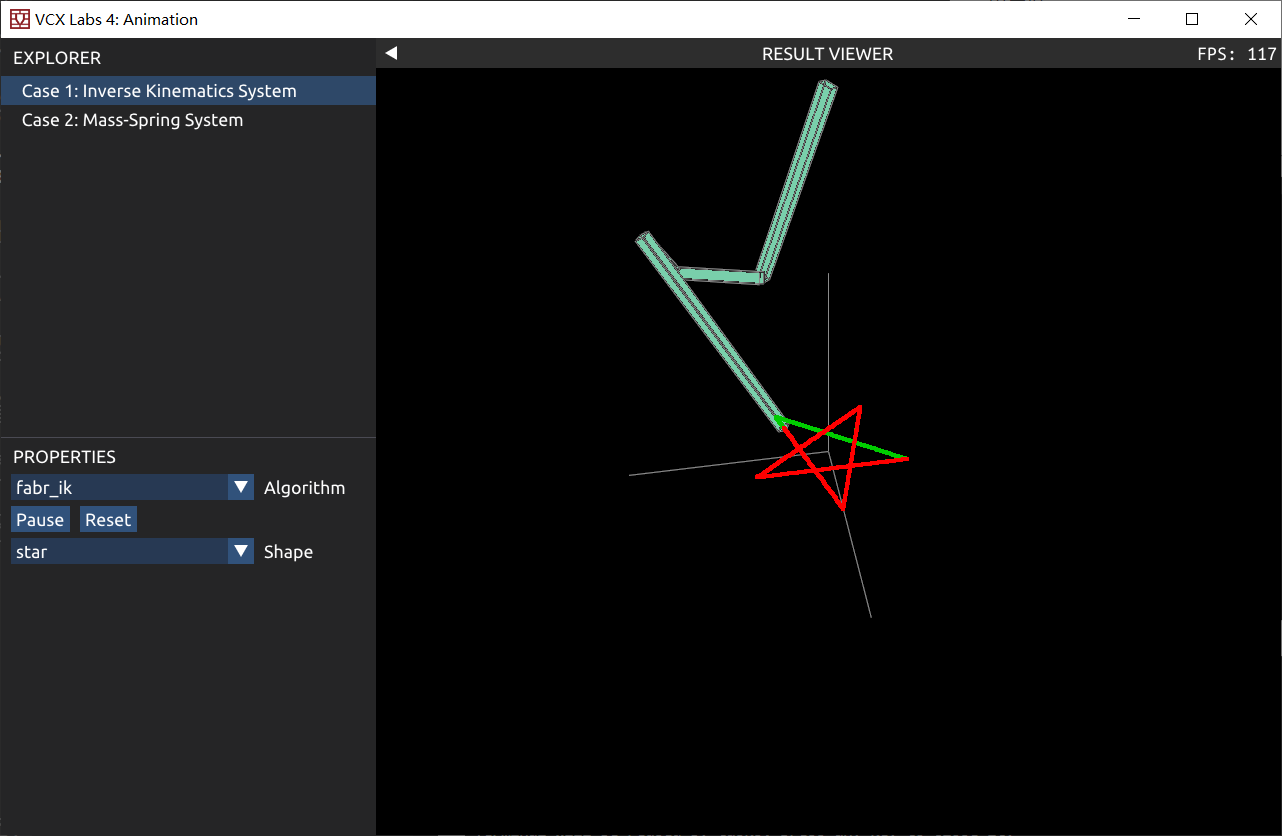 VCX Labs 4: Animation
EXPLORER
Case 1: Inverse Kinematics System
Case 2: Mass-Spring System
PROPERTIES
fabr_ik Algorithm
Pause Reset
star Shape
RESULT VIEWER
FPS: 117